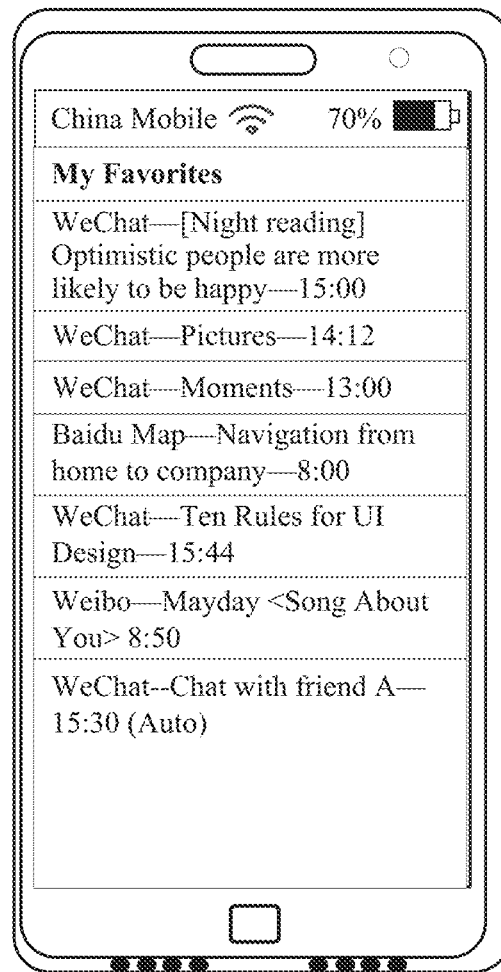 China Mobile 70%
My Favorites
WeChat—[Night reading]
Optimistic people are more
likely to be happy—15:00
WeChat—Pictures—14:12
WeChat—Moments—13:00
Baidu Map—Navigation from
home to company—8:00
WeChat—Ten Rules for UI
Design—15:44
Weibo—Mayday <Song About
You> 8:50
WeChat--Chat with friend A—
15:30 (Auto)